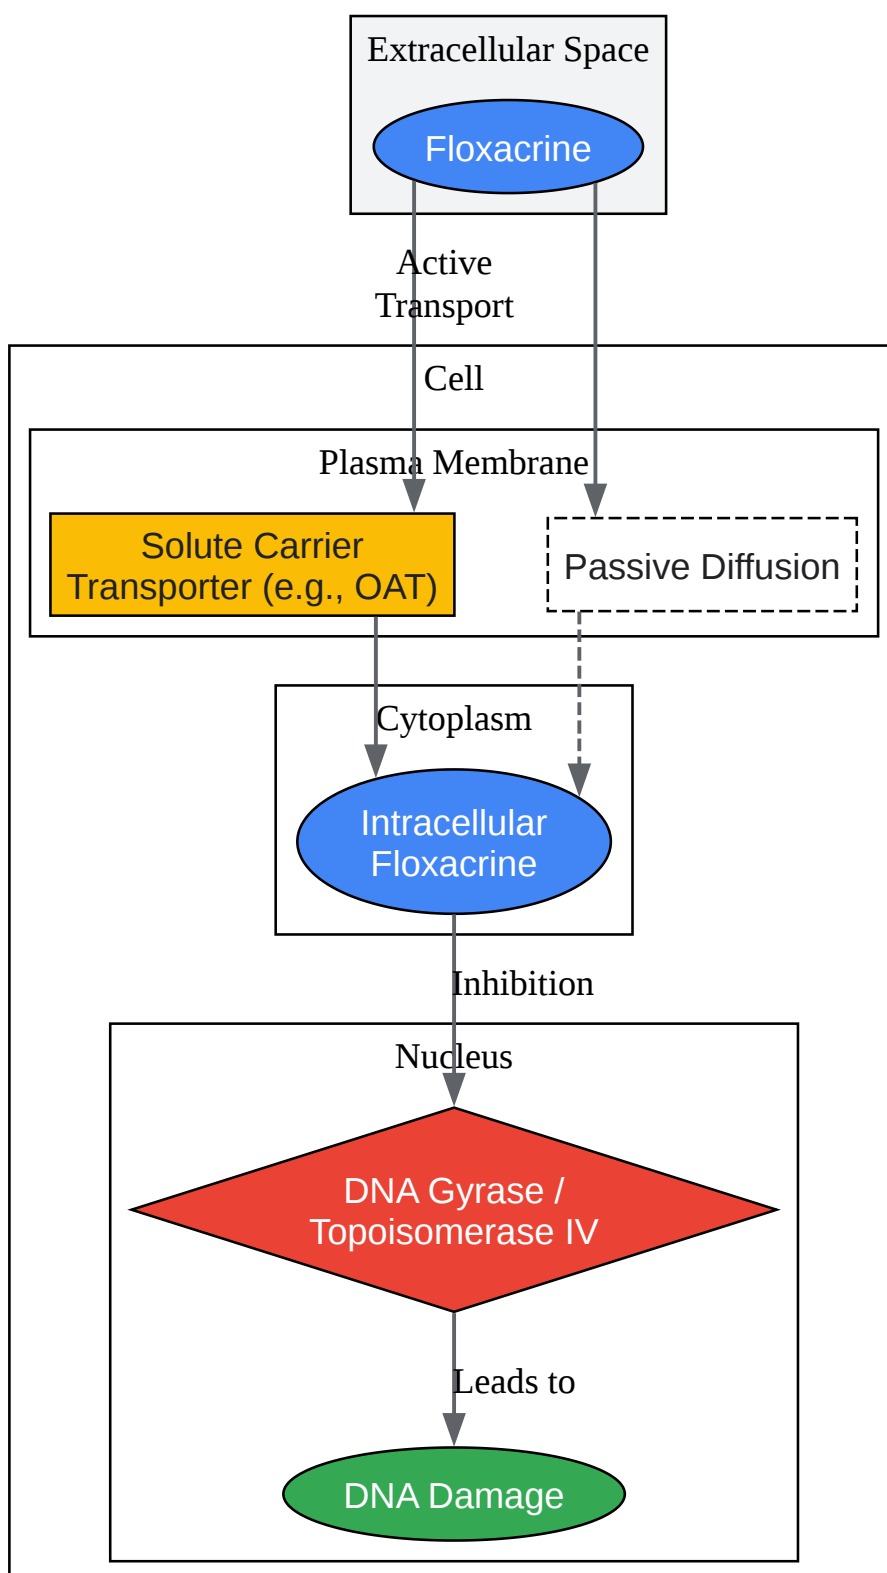 Extracellular Space
Floxacrine
Active
Transport
Cell
Plasma Membrane
Solute Carrier
Transporter (e.g., OAT)
Passive Diffusion
Cytoplasm
Intracellular
Floxacrine
Inhibition
Nucleus
DNA Gyrase /
Topoisomerase IV
Leads to
DNA Damage